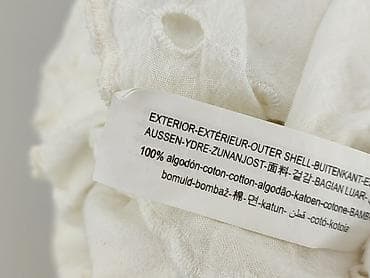 EXTERIOR-EXTÉRIEUR-OUTER SHELL-BUITENKANT-E
AUSSEN-YDRE-ZUNANJOST-面料-겉감-BAGIAN LUAR-
100% algodón-coton-cotton-algodão-katoen-cotone-BAMB
bomuld-bombaž-棉-면-katun- قطن -cotó-kotoia